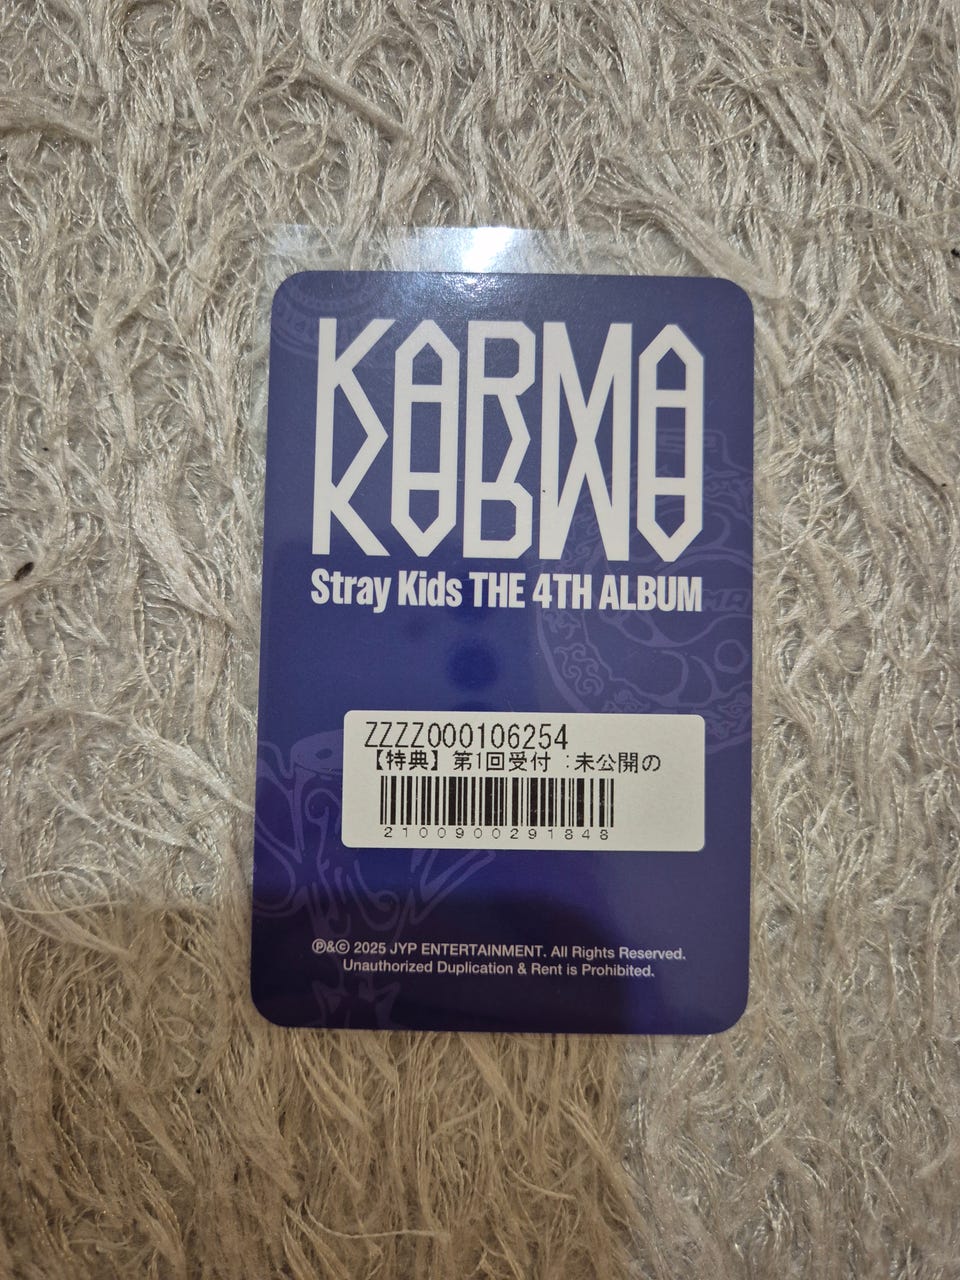 KARMA
Stray Kids THE 4TH ALBUM
ZZZZ000106254
【特典】第1回受付 :未公開の
2100900291848
℗&© 2025 JYP ENTERTAINMENT. All Rights Reserved.
Unauthorized Duplication & Rent is Prohibited.